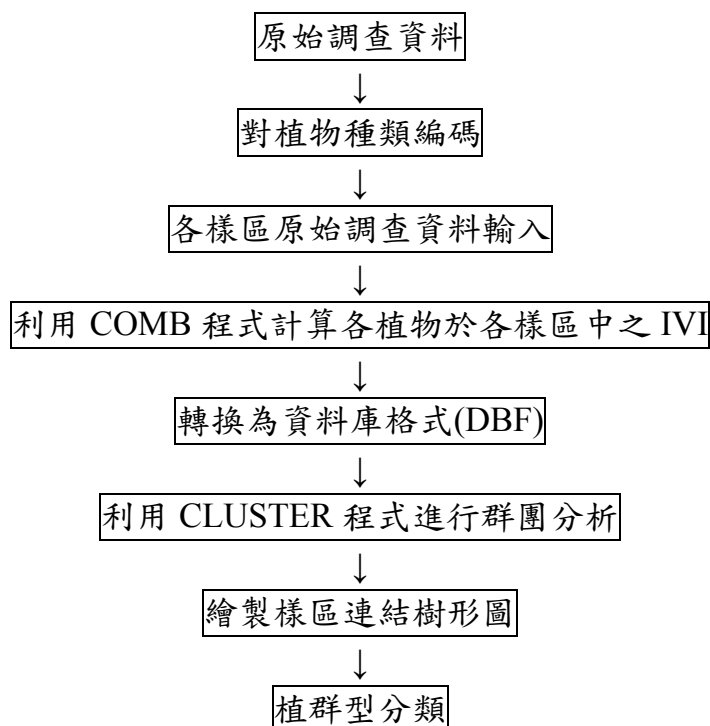 原始調查資料
↓
對植物種類編碼
↓
各樣區原始調查資料輸入
↓
利用 COMB 程式計算各植物於各樣區中之 IVI
↓
轉換為資料庫格式(DBF)
↓
利用 CLUSTER 程式進行群團分析
↓
繪製樣區連結樹形圖
↓
植群型分類